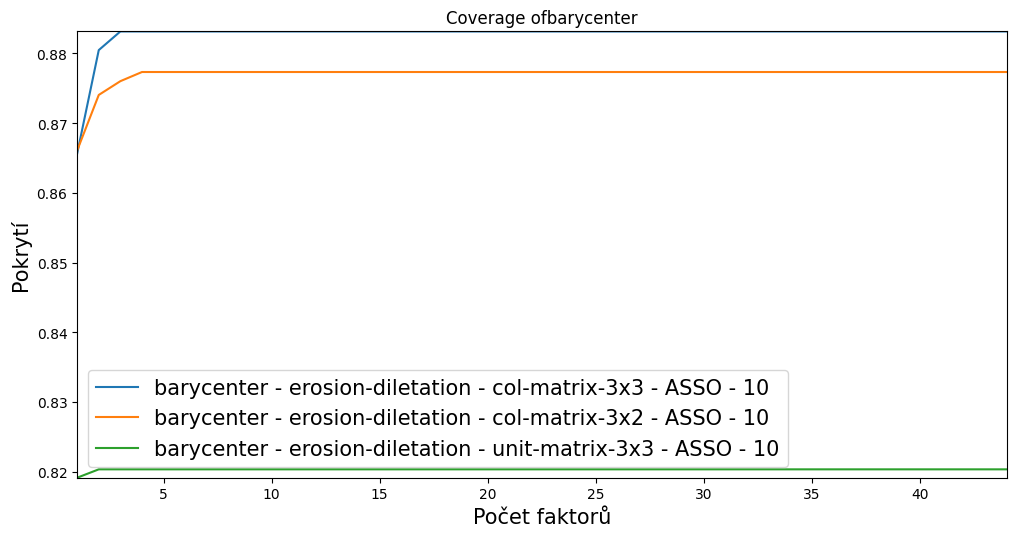 Coverage ofbarycenter
0.88
0.87
0.86
0.85
0.84
0.83
0.82
Pokrytí
barycenter - erosion-diletation - col-matrix-3x3 - ASSO - 10
barycenter - erosion-diletation - col-matrix-3x2 - ASSO - 10
barycenter - erosion-diletation - unit-matrix-3x3 - ASSO - 10
5 10 15 20 25 30 35 40
Počet faktorů